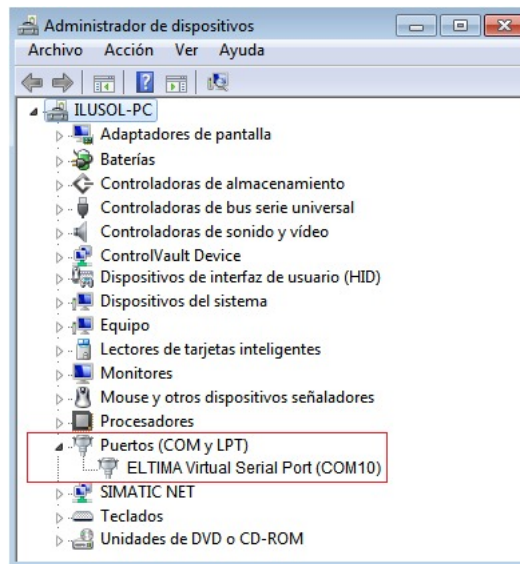 Administrador de dispositivos
Archivo Acción Ver Ayuda
ILUSOL-PC
Adaptadores de pantalla
Baterías
Controladoras de almacenamiento
Controladoras de bus serie universal
Controladoras de sonido y vídeo
ControlVault Device
Dispositivos de interfaz de usuario (HID)
Dispositivos del sistema
Equipo
Lectores de tarjetas inteligentes
Monitores
Mouse y otros dispositivos señaladores
Procesadores
Puertos (COM y LPT)
ELTIMA Virtual Serial Port (COM10)
SIMATIC NET
Teclados
Unidades de DVD o CD-ROM